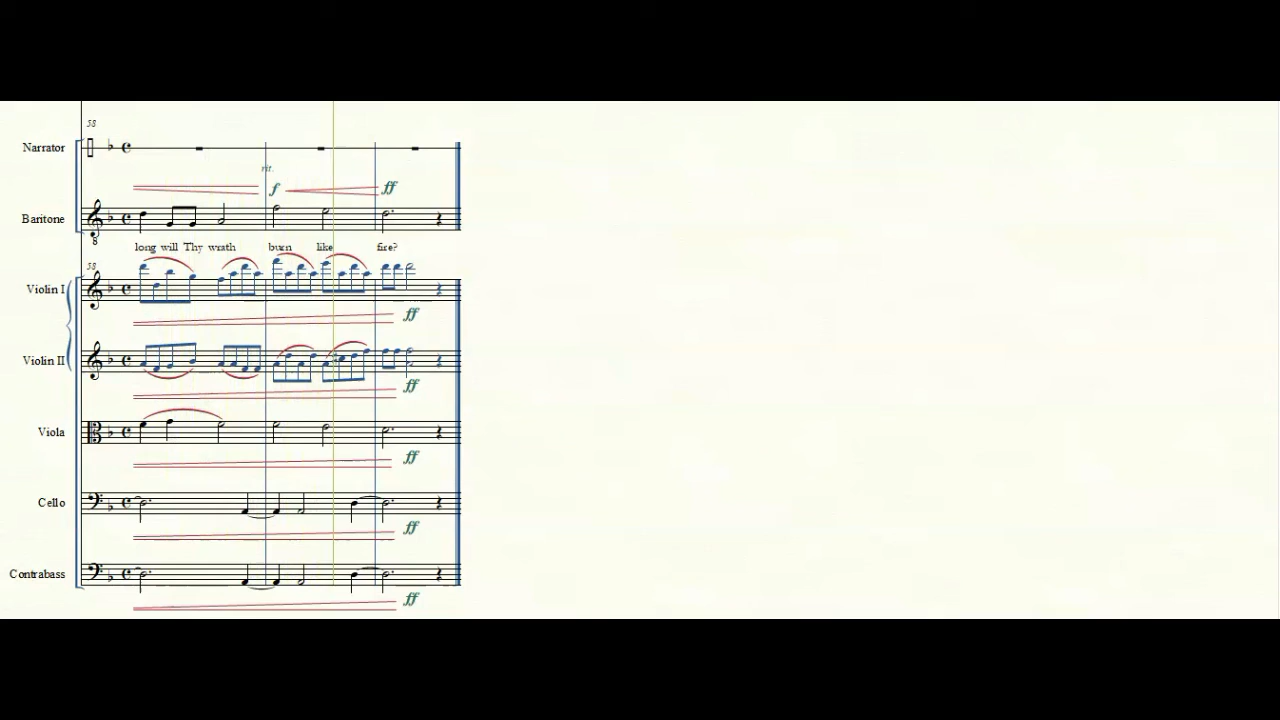 58
Narrator
rit.
f ff
Baritone
8
long will Thy wrath burn like fire?
58
Violin I
ff
Violin II
ff
Viola
ff
Cello
ff
Contrabass
ff